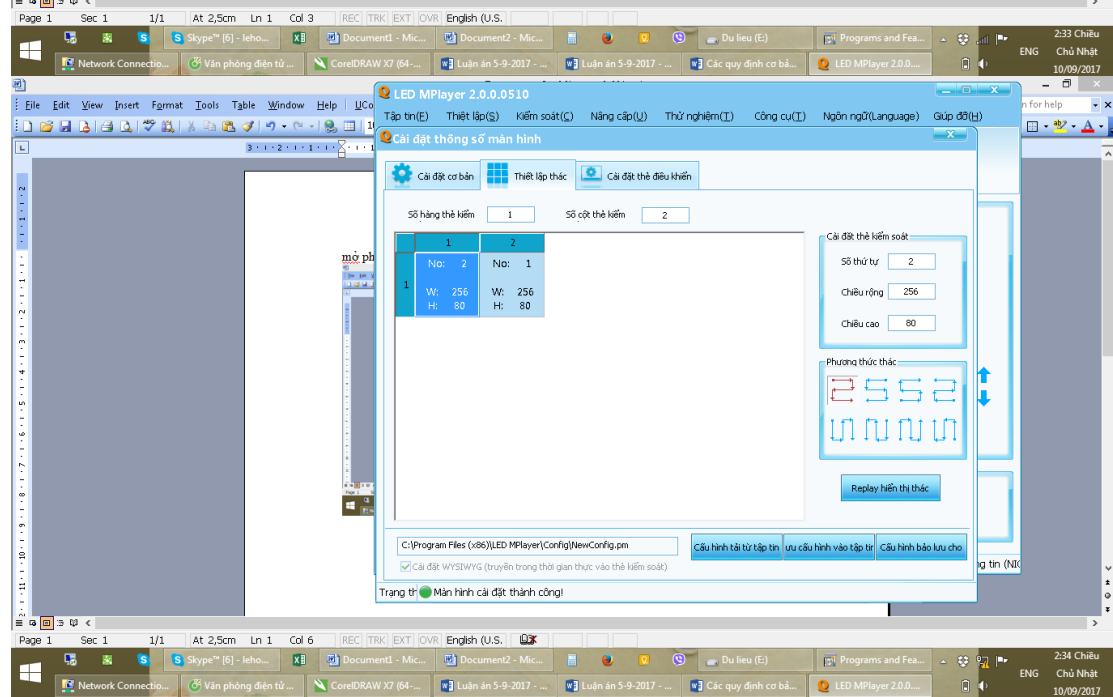 Page 1 Sec 1 1/1 At 2,5cm Ln 1 Col 3 REC TRK EXT OVR English (U.S.
Skype™ [6] - leho... Document1 - Mic... Document2 - Mic... Du lieu (E:) Programs and Fea... 2:33 Chiều
ENG Chủ Nhật
Network Connectio... Văn phòng điện tử ... CorelDRAW X7 (64-... Luận án 5-9-2017 - ... Luận án 5-9-2017 - ... Các quy định cơ bả... LED MPlayer 2.0.0.... 10/09/2017
File Edit View Insert Format Tools Table Window Help UCo
n for help
3 · 2 · 1 · 1
mở ph
LED MPlayer 2.0.0.0510
Tập tin(F) Thiết lập(S) Kiểm soát(C) Nâng cấp(U) Thử nghiệm(T) Công cụ(T) Ngôn ngữ(Language) Giúp đỡ(H)
Cài đặt thông số màn hình
Cài đặt cơ bản Thiết lập thác Cài đặt thẻ điều khiển
Số hàng thẻ kiểm 1 Số cột thẻ kiểm 2
1 2
1
No: 2 No: 1
W: 256 W: 256
H: 80 H: 80
Cài đặt thẻ kiểm soát
Số thứ tự 2
Chiều rộng 256
Chiều cao 80
Phương thức thác
Replay hiển thị thác
C:\Program Files (x86)\LED MPlayer\Config\NewConfig.pm Cấu hình tải từ tập tin ưu cấu hình vào tập tir Cấu hình bảo lưu cho
Cài đặt WYSIWYG (truyền trong thời gian thực vào thẻ kiểm soát)
ng tin (NIC
Trạng th Màn hình cài đặt thành công!
Page 1 Sec 1 1/1 At 2,5cm Ln 1 Col 6 REC TRK EXT OVR English (U.S.
Skype™ [6] - leho... Document1 - Mic... Document2 - Mic... Du lieu (E:) Programs and Fea... 2:34 Chiều
ENG Chủ Nhật
Network Connectio... Văn phòng điện tử ... CorelDRAW X7 (64-... Luận án 5-9-2017 - ... Luận án 5-9-2017 - ... Các quy định cơ bả... LED MPlayer 2.0.0.... 10/09/2017